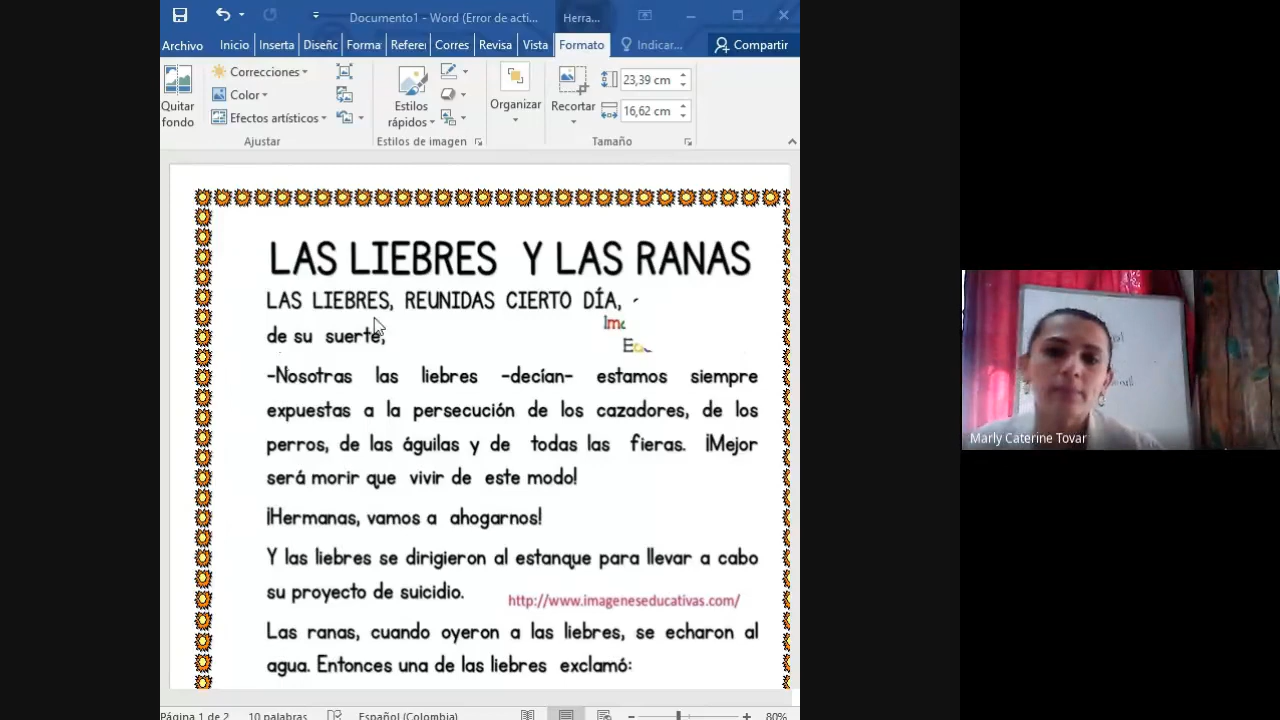 Documento1 - Word (Error de acti...
Herra...
Archivo
Inicio
Inserta
Diseñc
Forma
Referei
Corres
Revisa
Vista
Formato
Indicar...
Compartir
Quitar
fondo
Correcciones
Color
Efectos artísticos
Ajustar
Estilos
rápidos
Estilos de imagen
Organizar
Recortar
23,39 cm
16,62 cm
Tamaño
LAS LIEBRES Y LAS RANAS
LAS LIEBRES, REUNIDAS CIERTO DÍA,
de su suerte;
-Nosotras las liebres -decían- estamos siempre
expuestas a la persecución de los cazadores, de los
perros, de las águilas y de todas las fieras. ¡Mejor
será morir que vivir de este modo!
¡Hermanas, vamos a ahogarnos!
Y las liebres se dirigieron al estanque para llevar a cabo
su proyecto de suicidio.
http://www.imageneseducativas.com/
Las ranas, cuando oyeron a las liebres, se echaron al
agua. Entonces una de las liebres exclamó:
Página 1 de 2
10 palabras
Español (Colombia)
80%
Marly Caterine Tovar